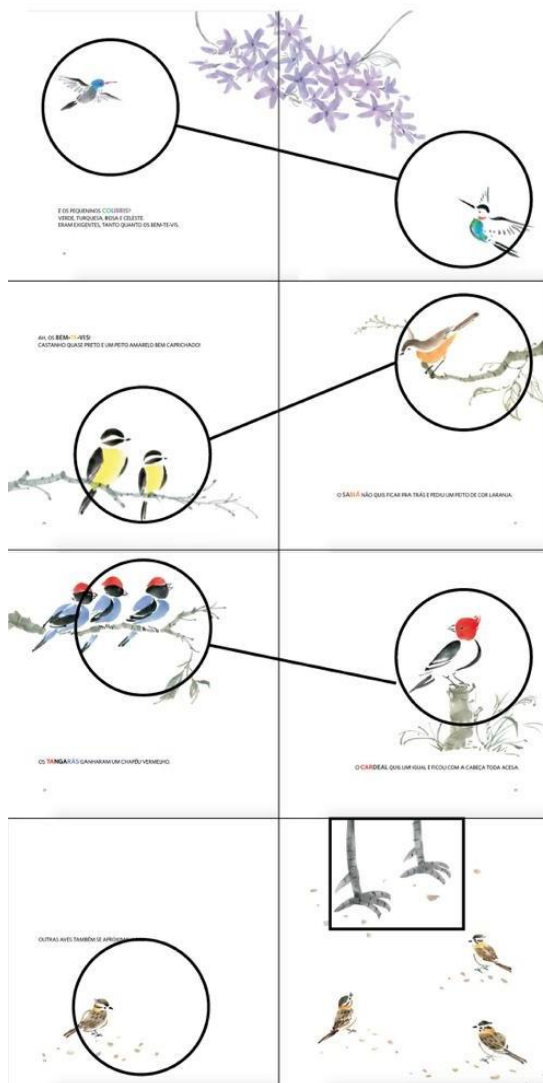 E OS PEQUENINOS COLIBRIS?
VERDE, TURQUESA, ROSA E CELESTE.
ERAM EXIGENTES, TANTO QUANTO OS BEM-TE-VIS.
AH, OS BEM-TE-VIS!
CASTANHO QUASE PRETO E UM PEITO AMARELO BEM CAPRICHADO!
O SABIÁ NÃO QUIS FICAR PRA TRÁS E PEDIU UM PEITO DE COR LARANJA.
OS TANGARÁS GANHARAM UM CHAPÉU VERMELHO.
O CARDEAL QUIS UM IGUAL E FICOU COM A CABEÇA TODA ACESA.
OUTRAS AVES TAMBÉM SE